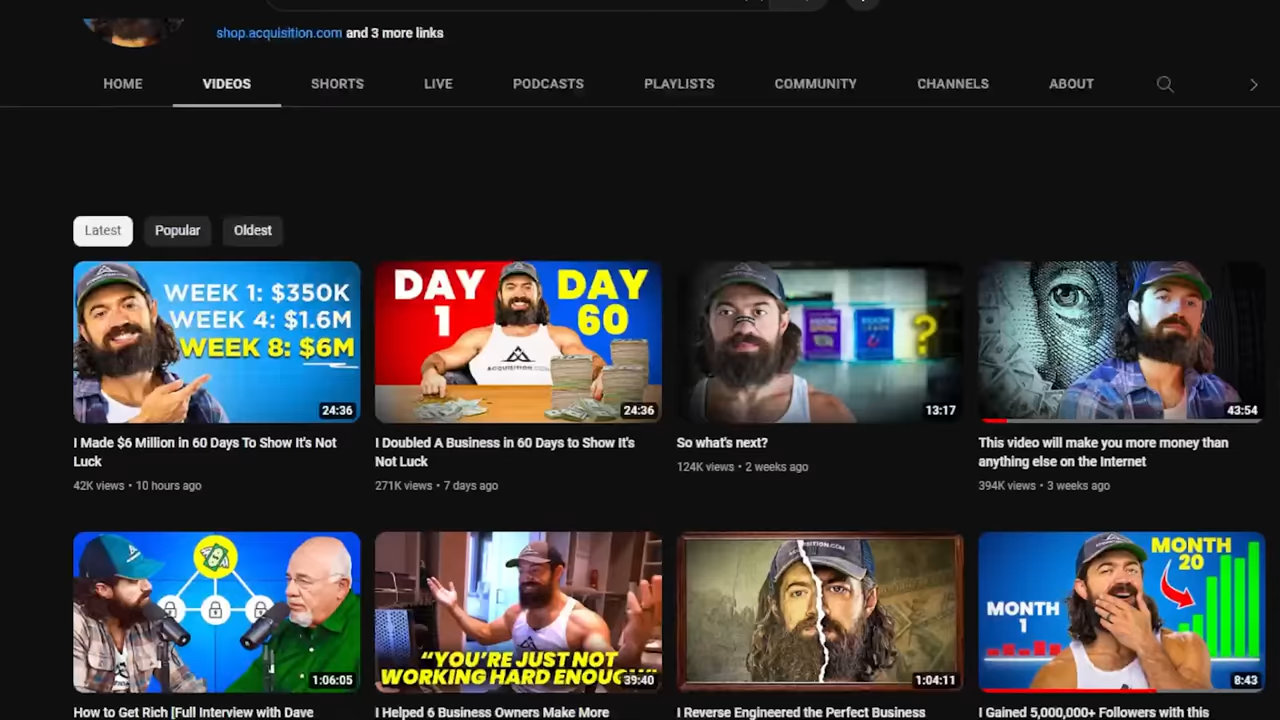 shop.acquisition.com and 3 more links
HOME VIDEOS SHORTS LIVE PODCASTS PLAYLISTS COMMUNITY CHANNELS ABOUT
Latest Popular Oldest
WEEK 1: $350K
WEEK 4: $1.6M
WEEK 8: $6M
24:36
DAY 1
DAY 60
ACQUISITION.COM
24:36
?
13:17
43:54
I Made $6 Million in 60 Days To Show It's Not
Luck
42K views • 10 hours ago
I Doubled A Business in 60 Days to Show It's
Not Luck
271K views • 7 days ago
So what's next?
124K views • 2 weeks ago
This video will make you more money than
anything else on the Internet
394K views • 3 weeks ago
1:06:05
"YOU'RE JUST NOT
WORKING HARD ENOUG
39:40
ACQUISITION.COM
1:04:11
MONTH
1
MONTH
20
8:43
How to Get Rich [Full Interview with Dave
I Helped 6 Business Owners Make More
I Reverse Engineered the Perfect Business
I Gained 5,000,000+ Followers with this